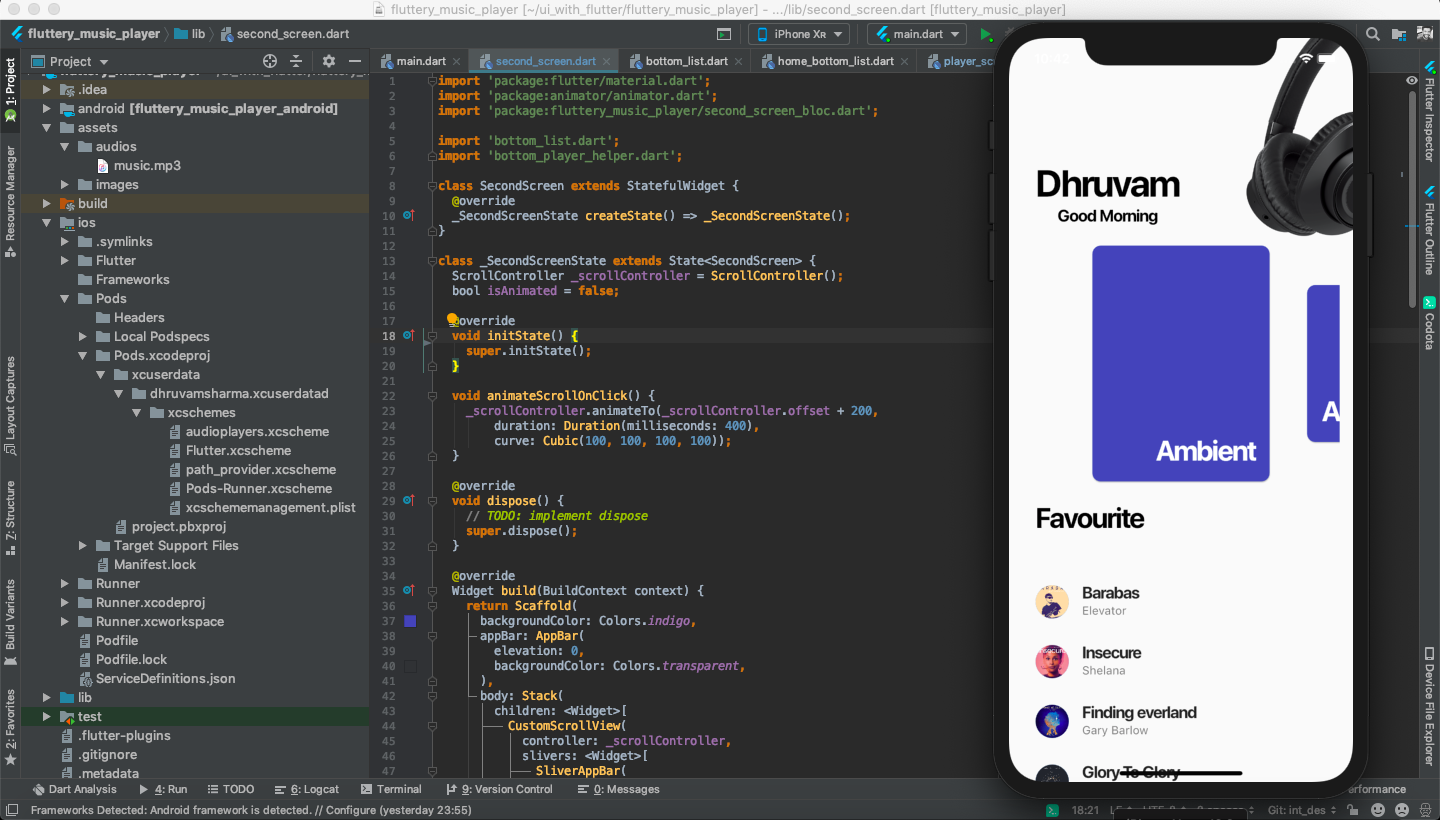 fluttery_music_player [~/ui_with_flutter/fluttery_music_player] - .../lib/second_screen.dart [fluttery_music_player]
fluttery_music_player
lib
second_screen.dart
iPhone XR
main.dart
Project
main.dart
second_screen.dart
bottom_list.dart
home_bottom_list.dart
player_sc
1: Project
Resource Manager
Layout Captures
Z: Structure
Build Variants
2: Favorites
.idea
android [fluttery_music_player_android]
assets
audios
music.mp3
images
build
ios
.symlinks
Flutter
Frameworks
Pods
Headers
Local Podspecs
Pods.xcodeproj
xcuserdata
dhruvamsharma.xcuserdatad
xcschemes
audioplayers.xcscheme
Flutter.xcscheme
path_provider.xcscheme
Pods-Runner.xcscheme
xcschememanagement.plist
project.pbxproj
Target Support Files
Manifest.lock
Runner
Runner.xcodeproj
Runner.xcworkspace
Podfile
Podfile.lock
ServiceDefinitions.json
lib
test
.flutter-plugins
.gitignore
.metadata
1 import 'package:flutter/material.dart';
2 import 'package:animator/animator.dart';
3 import 'package:fluttery_music_player/second_screen_bloc.dart';
4
5 import 'bottom_list.dart';
6 import 'bottom_player_helper.dart';
7
8 class SecondScreen extends StatefulWidget {
9 @override
10 _SecondScreenState createState() => _SecondScreenState();
11 }
12
13 class _SecondScreenState extends State<SecondScreen> {
14 ScrollController _scrollController = ScrollController();
15 bool isAnimated = false;
16
17 @override
18 void initState() {
19 super.initState();
20 }
21
22 void animateScrollOnClick() {
23 _scrollController.animateTo(_scrollController.offset + 200,
24 duration: Duration(milliseconds: 400),
25 curve: Cubic(100, 100, 100, 100));
26 }
27
28 @override
29 void dispose() {
30 // TODO: implement dispose
31 super.dispose();
32 }
33
34 @override
35 Widget build(BuildContext context) {
36 return Scaffold(
37 backgroundColor: Colors.indigo,
38 appBar: AppBar(
39 elevation: 0,
40 backgroundColor: Colors.transparent,
41 ),
42 body: Stack(
43 children: <Widget>[
44 CustomScrollView(
45 controller: _scrollController,
46 slivers: <Widget>[
47 SliverAppBar(
Dhruvam
Good Morning
Ambient
A
Favourite
Barabas
Elevator
Insecure
Shelana
Finding everland
Gary Barlow
Glory To Glory
Flutter Inspector
Flutter Outline
Codota
Device File Explorer
Dart Analysis
4: Run
TODO
6: Logcat
Terminal
9: Version Control
0: Messages
erformance
Frameworks Detected: Android framework is detected. // Configure (yesterday 23:55)
18:21
Git: int_des